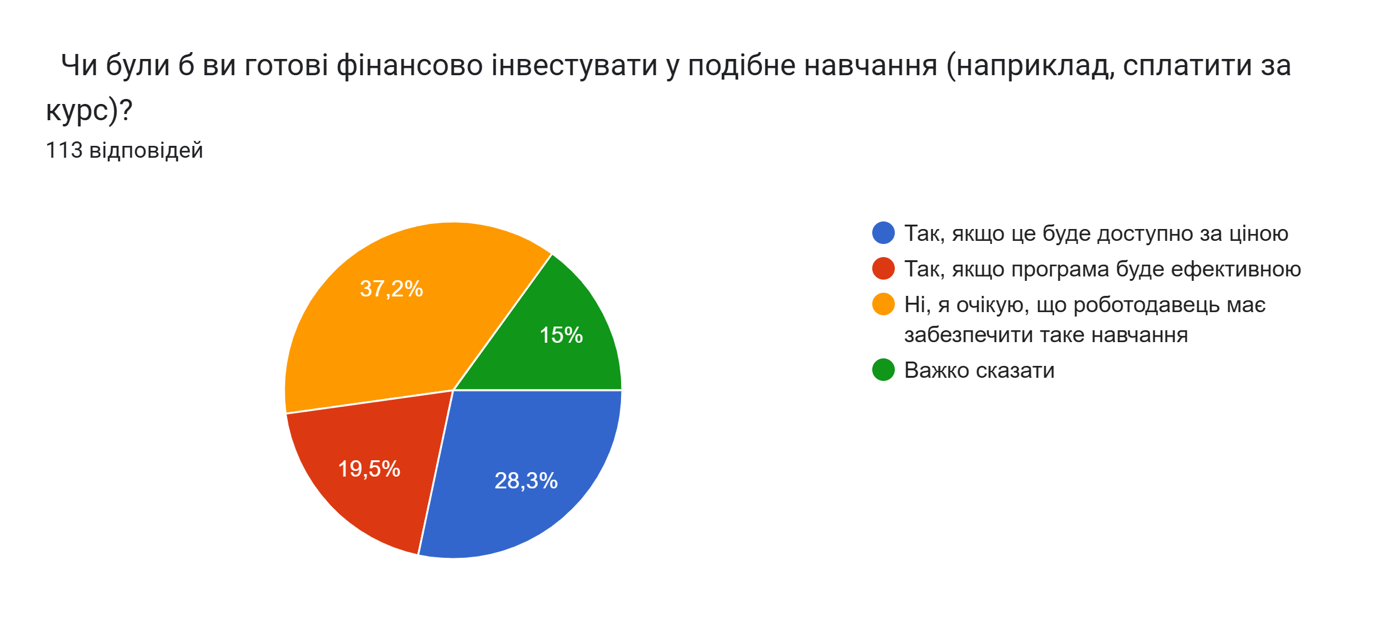 Чи були б ви готові фінансово інвестувати у подібне навчання (наприклад, сплатити за
курс)?
113 відповідей
37,2%
15%
19,5%
28,3%
Так, якщо це буде доступно за ціною
Так, якщо програма буде ефективною
Ні, я очікую, що роботодавець має
забезпечити таке навчання
Важко сказати